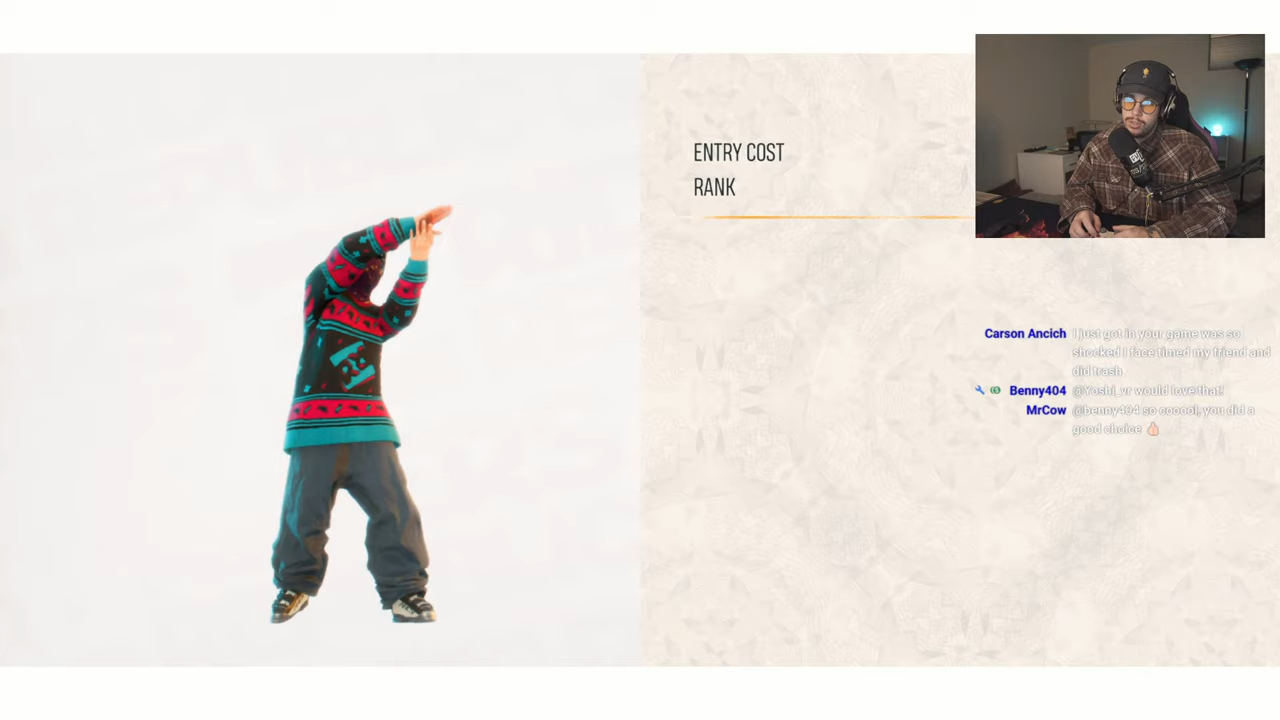 ENTRY COST
RANK
Carson Ancich I just got in your game was so
shocked I face timed my friend and
did trash
Benny404 @Yoshi_vr would love that!
MrCow @benny404 so cooool, you did a
good choice 👍